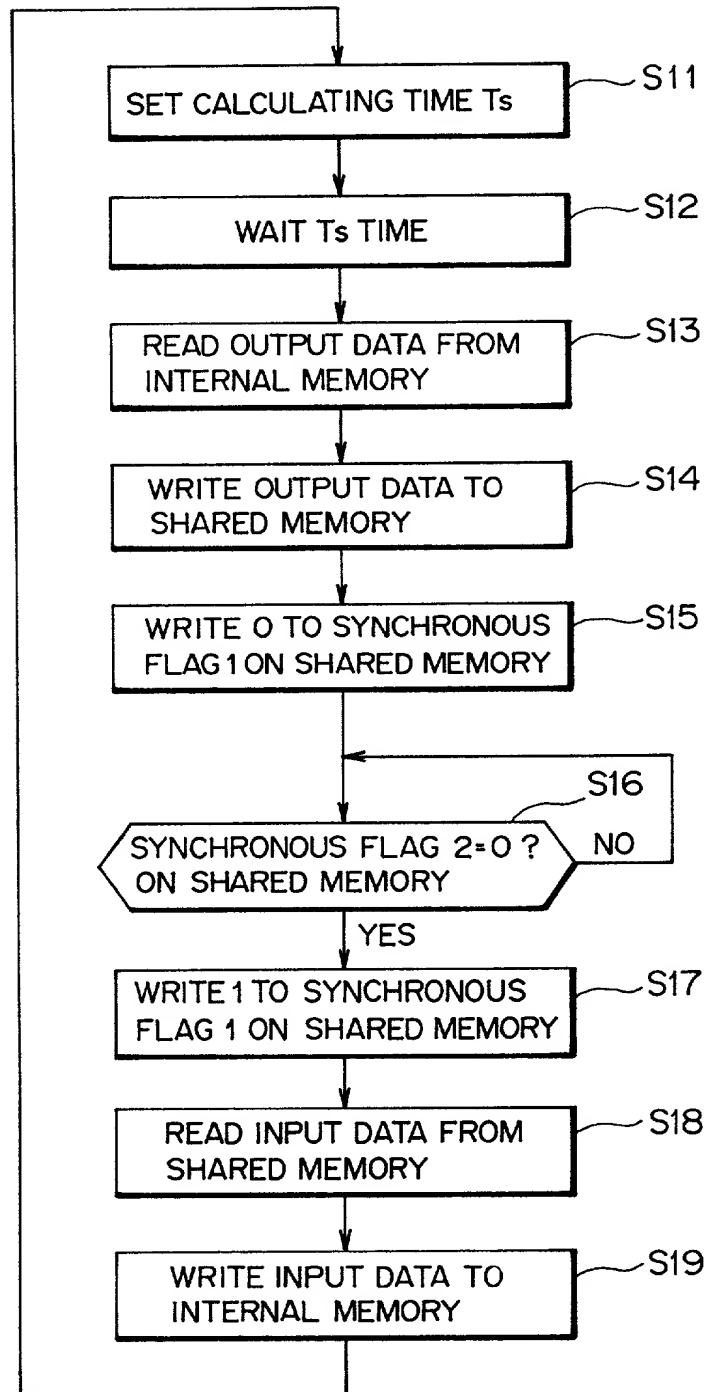 SET CALCULATING TIME Ts
S11
WAIT Ts TIME
S12
READ OUTPUT DATA FROM
INTERNAL MEMORY
S13
WRITE OUTPUT DATA TO
SHARED MEMORY
S14
WRITE 0 TO SYNCHRONOUS
FLAG 1 ON SHARED MEMORY
S15
S16
SYNCHRONOUS FLAG 2=0 ?
ON SHARED MEMORY
NO
YES
WRITE 1 TO SYNCHRONOUS
FLAG 1 ON SHARED MEMORY
S17
READ INPUT DATA FROM
SHARED MEMORY
S18
WRITE INPUT DATA TO
INTERNAL MEMORY
S19